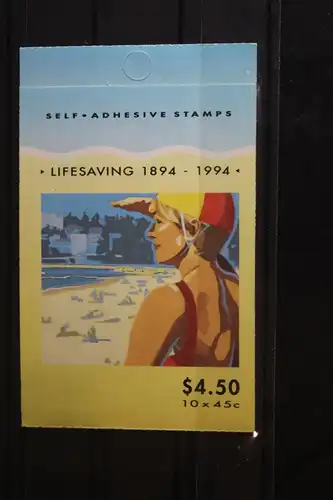 SELF-ADHESIVE STAMPS
LIFESAVING 1894 - 1994
$4.50
10 x 45c